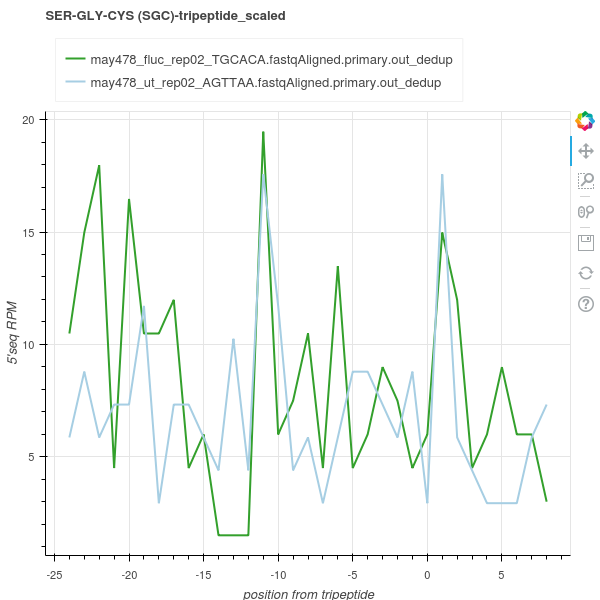 SER-GLY-CYS (SGC)-tripeptide_scaled
may478_fluc_rep02_TGCACA.fastqAligned.primary.out_dedup
may478_ut_rep02_AGTTAA.fastqAligned.primary.out_dedup
20
15
10
5
5'seq RPM
-25 -20 -15 -10 -5 0 5
position from tripeptide